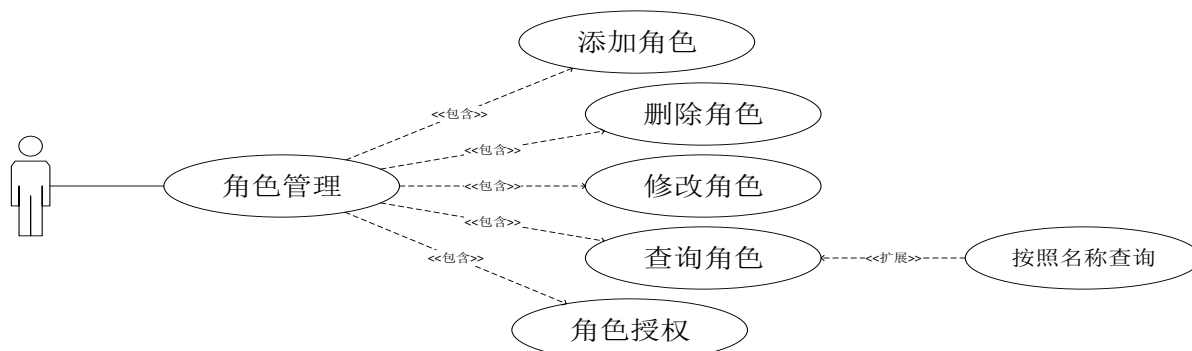 添加角色
<<包含>>
删除角色
<<包含>>
角色管理
<<包含>>
修改角色
<<包含>>
查询角色
<<扩展>>
按照名称查询
<<包含>>
角色授权